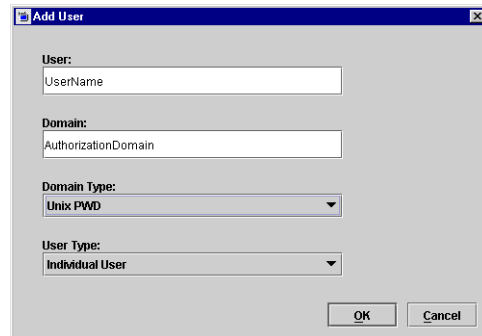 Add User
User:
UserName
Domain:
AuthorizationDomain
Domain Type:
Unix PWD
User Type:
Individual User
OK Cancel